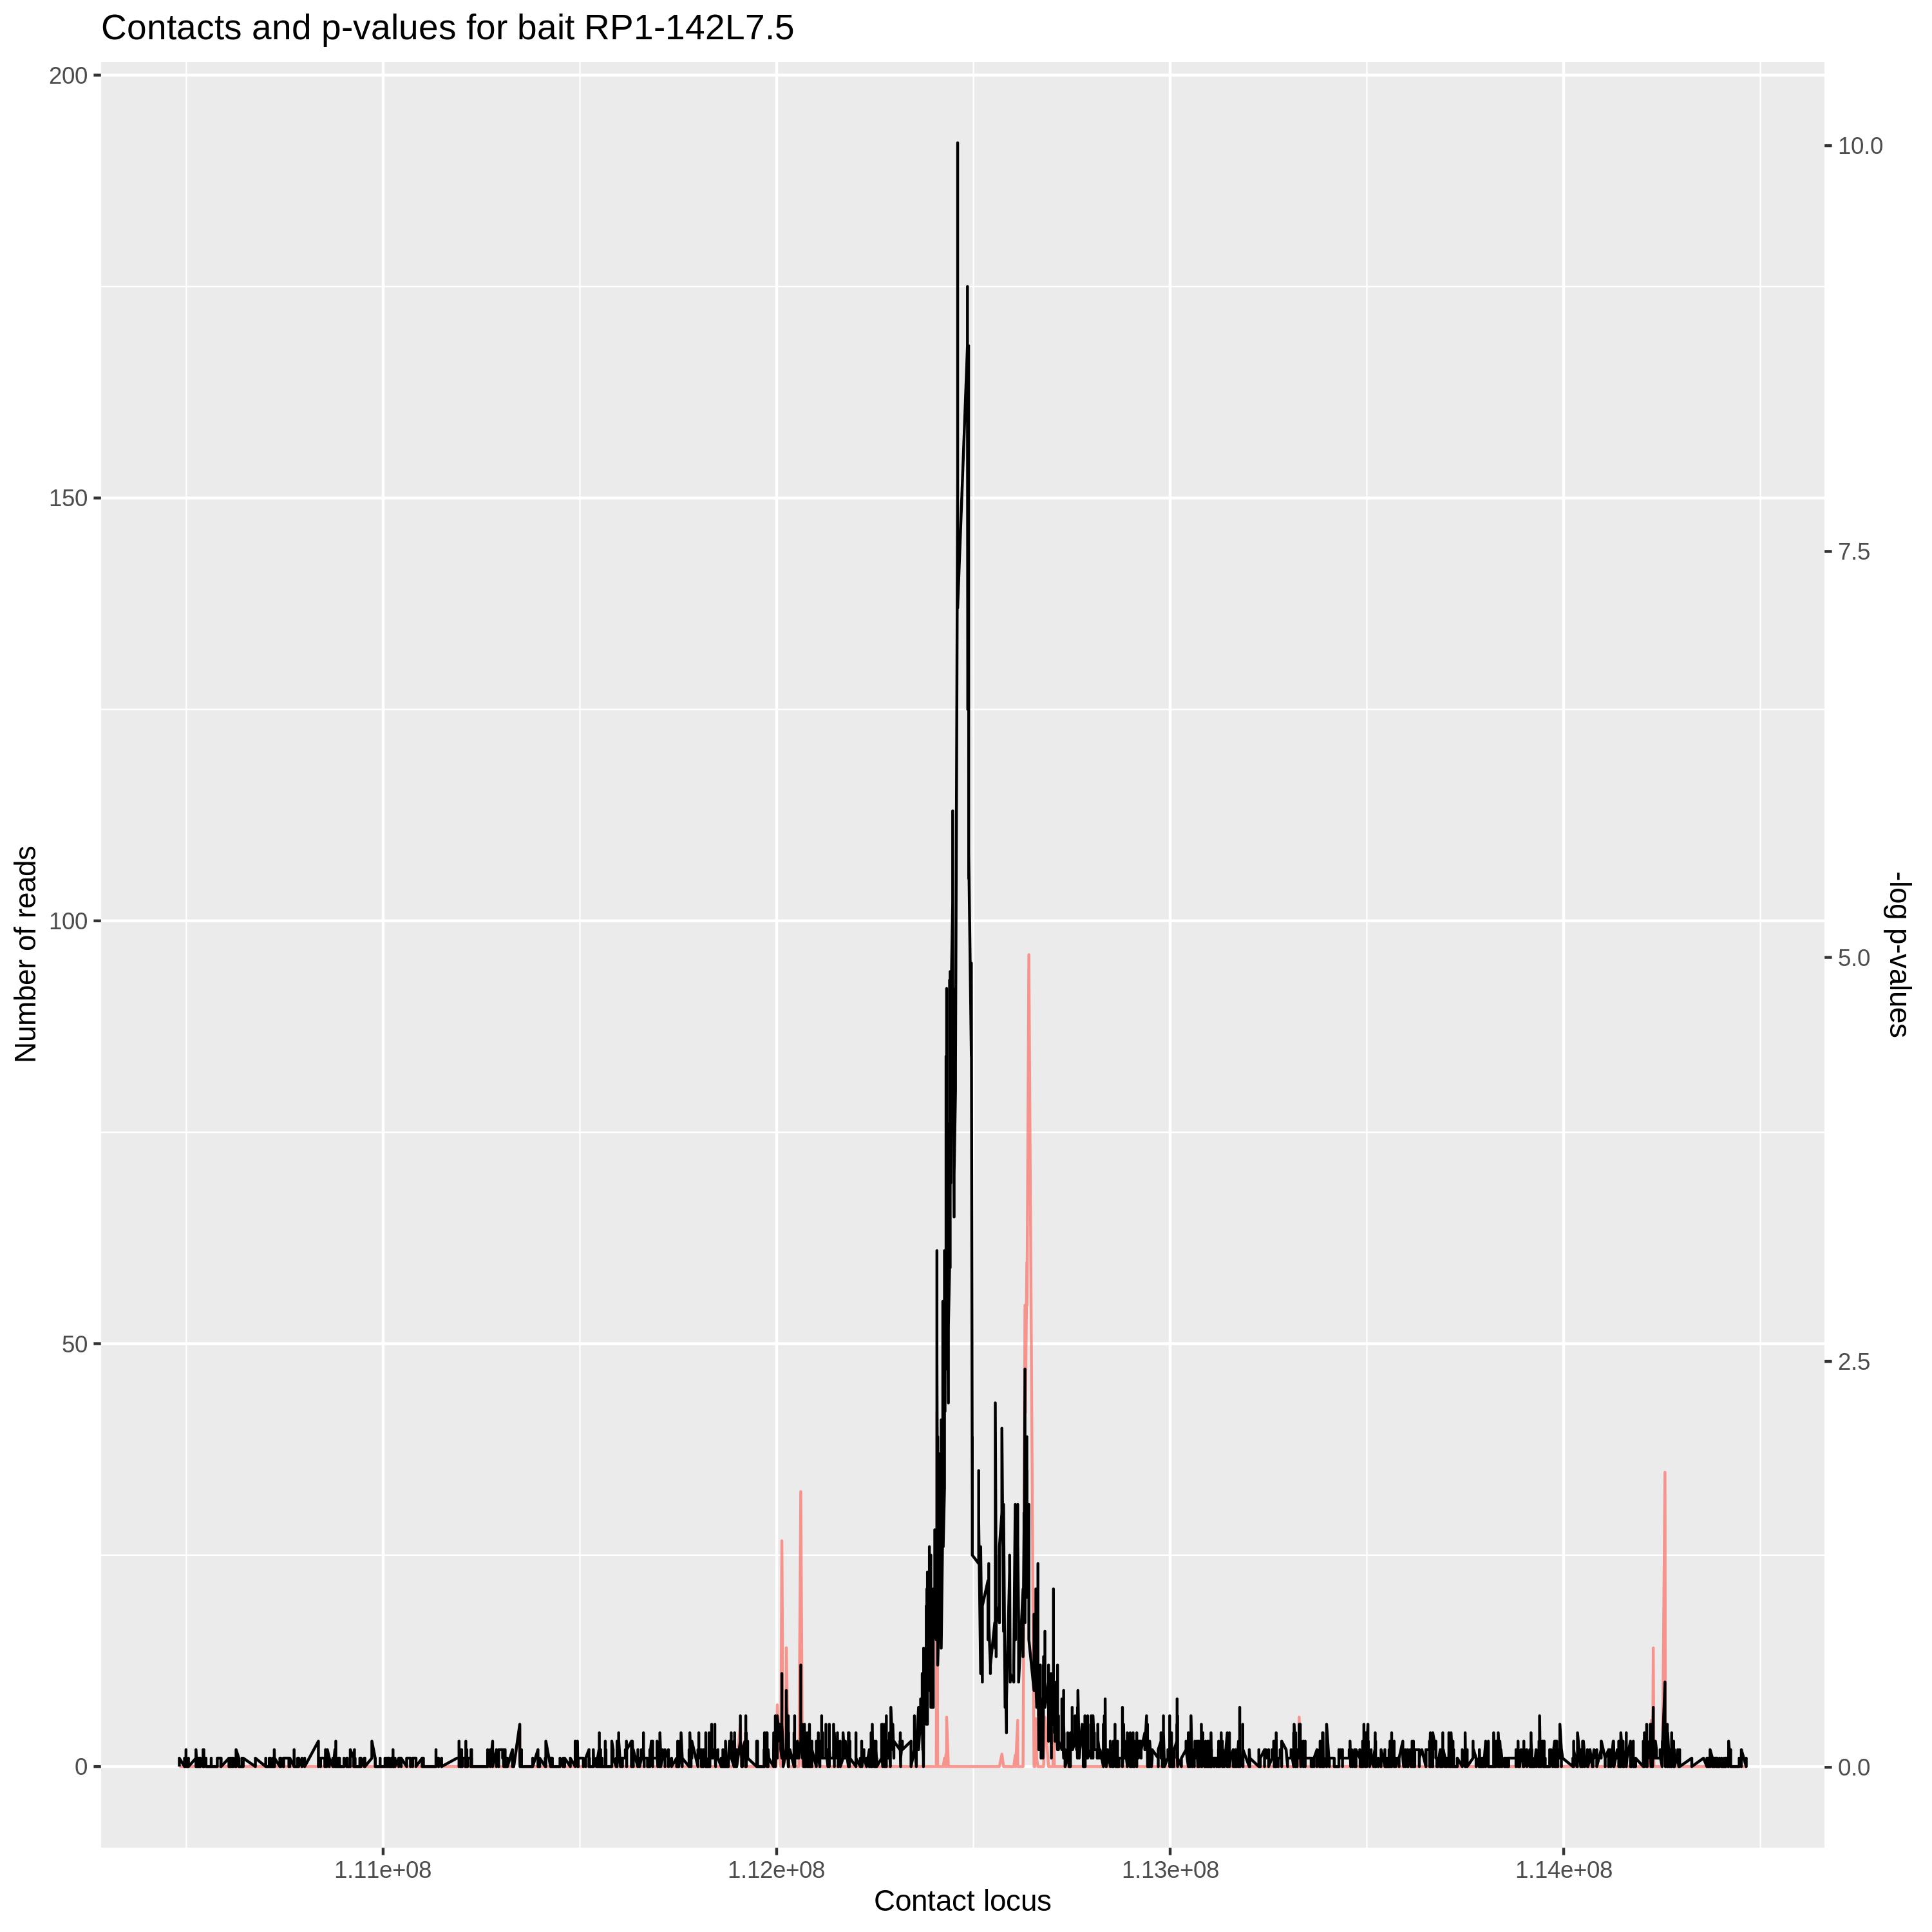 Contacts and p-values for bait RP1-142L7.5
200
150
100
50
0
Number of reads
10.0
7.5
5.0
2.5
0.0
-log p-values
1.11e+08
1.12e+08
1.13e+08
1.14e+08
Contact locus